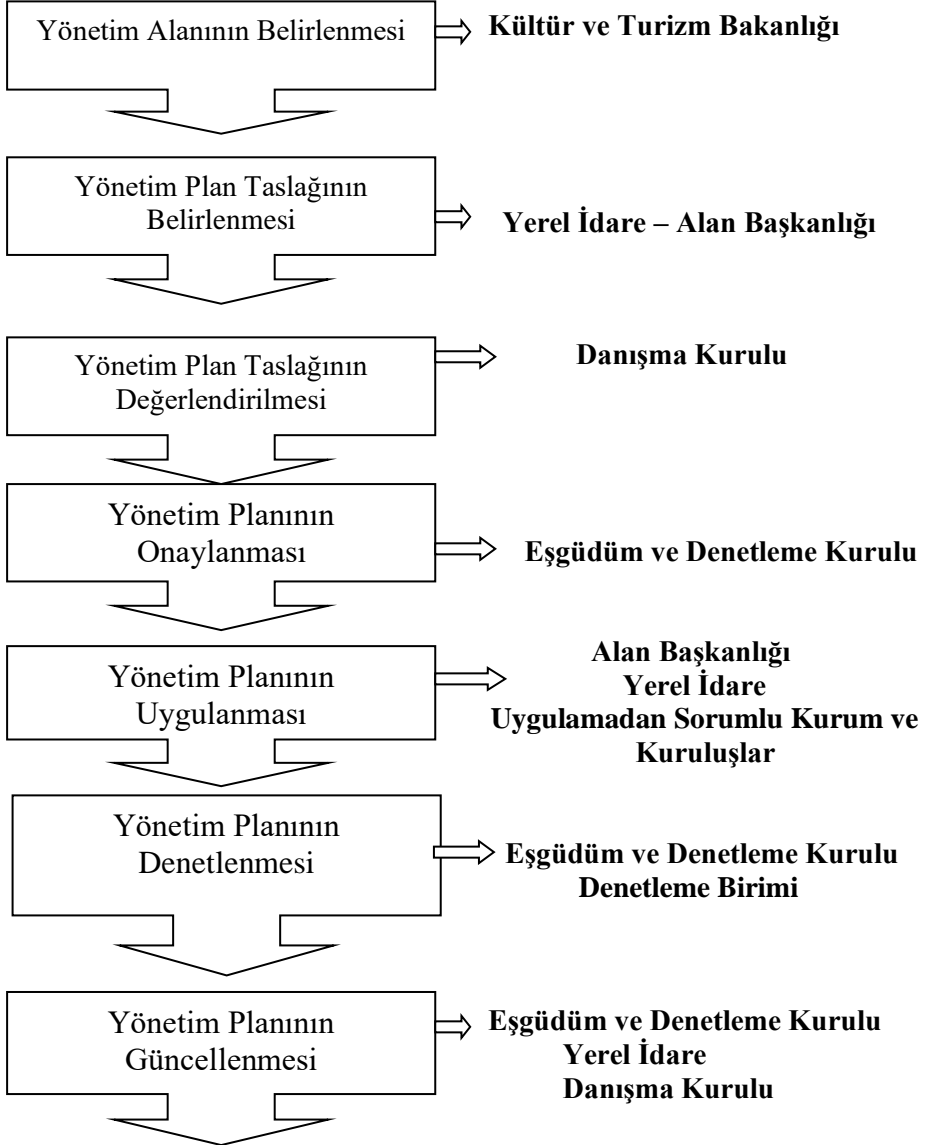 Yönetim Alanının Belirlenmesi
Kültür ve Turizm Bakanlığı
Yönetim Plan Taslağının
Belirlenmesi
Yerel İdare – Alan Başkanlığı
Yönetim Plan Taslağının
Değerlendirilmesi
Danışma Kurulu
Yönetim Planının
Onaylanması
Eşgüdüm ve Denetleme Kurulu
Yönetim Planının
Uygulanması
Alan Başkanlığı
Yerel İdare
Uygulamadan Sorumlu Kurum ve
Kuruluşlar
Yönetim Planının
Denetlenmesi
Eşgüdüm ve Denetleme Kurulu
Denetleme Birimi
Yönetim Planının
Güncellenmesi
Eşgüdüm ve Denetleme Kurulu
Yerel İdare
Danışma Kurulu